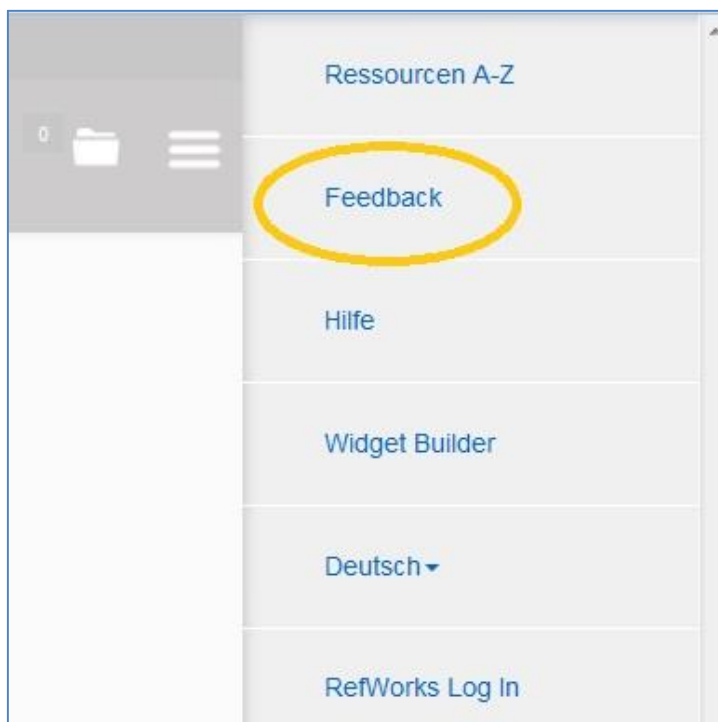 Ressourcen A-Z
0
Feedback
Hilfe
Widget Builder
Deutsch
RefWorks Log In